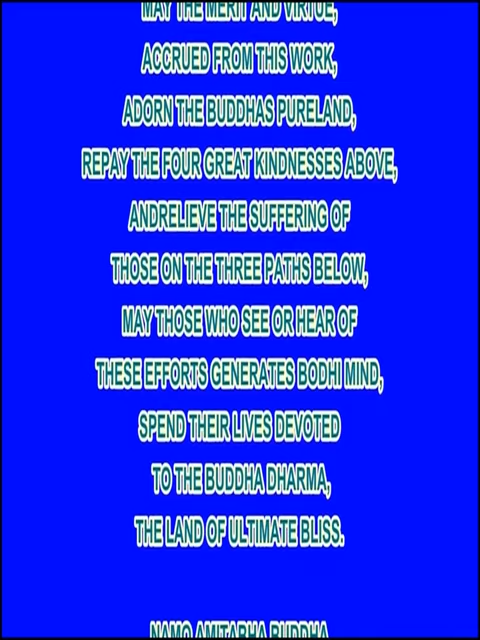 MAY THE MERIT AND VIRTUE,
ACCRUED FROM THIS WORK,
ADORN THE BUDDHAS PURELAND,
REPAY THE FOUR GREAT KINDNESSES ABOVE,
ANDRELIEVE THE SUFFERING OF
THOSE ON THE THREE PATHS BELOW,
MAY THOSE WHO SEE OR HEAR OF
THESE EFFORTS GENERATES BODHI MIND,
SPEND THEIR LIVES DEVOTED
TO THE BUDDHA DHARMA,
THE LAND OF ULTIMATE BLISS.
NAMO AMITABHA BUDDHA